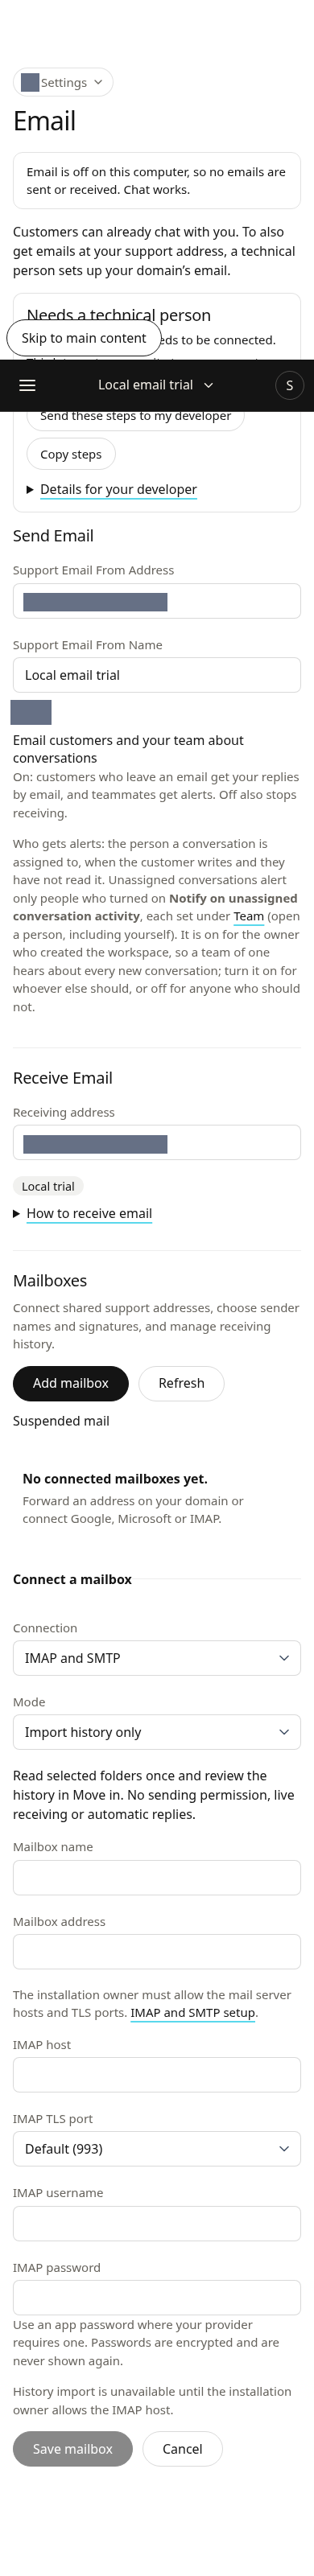 Settings
Email
Email is off on this computer, so no emails are
sent or received. Chat works.
Customers can already chat with you. To also
get emails at your support address, a technical
person sets up your domain’s email.
Needs a technical person
Skip to main content
to be connected.
Local email trial
S
Send these steps to my developer
Copy steps
Details for your developer
Send Email
Support Email From Address
Support Email From Name
Local email trial
Email customers and your team about
conversations
On: customers who leave an email get your replies
by email, and teammates get alerts. Off also stops
receiving.
Who gets alerts: the person a conversation is
assigned to, when the customer writes and they
have not read it. Unassigned conversations alert
only people who turned on Notify on unassigned
conversation activity, each set under Team (open
a person, including yourself). It is on for the owner
who created the workspace, so a team of one
hears about every new conversation; turn it on for
whoever else should, or off for anyone who should
not.
Receive Email
Receiving address
Local trial
How to receive email
Mailboxes
Connect shared support addresses, choose sender
names and signatures, and manage receiving
history.
Add mailbox
Refresh
Suspended mail
No connected mailboxes yet.
Forward an address on your domain or
connect Google, Microsoft or IMAP.
Connect a mailbox
Connection
IMAP and SMTP
Mode
Import history only
Read selected folders once and review the
history in Move in. No sending permission, live
receiving or automatic replies.
Mailbox name
Mailbox address
The installation owner must allow the mail server
hosts and TLS ports. IMAP and SMTP setup.
IMAP host
IMAP TLS port
Default (993)
IMAP username
IMAP password
Use an app password where your provider
requires one. Passwords are encrypted and are
never shown again.
History import is unavailable until the installation
owner allows the IMAP host.
Save mailbox
Cancel